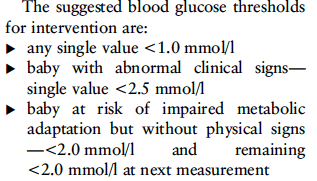 The suggested blood glucose thresholds
for intervention are:
▶ any single value <1.0 mmol/l
▶ baby with abnormal clinical signs—
single value <2.5 mmol/l
▶ baby at risk of impaired metabolic
adaptation but without physical signs
—<2.0 mmol/l and remaining
<2.0 mmol/l at next measurement